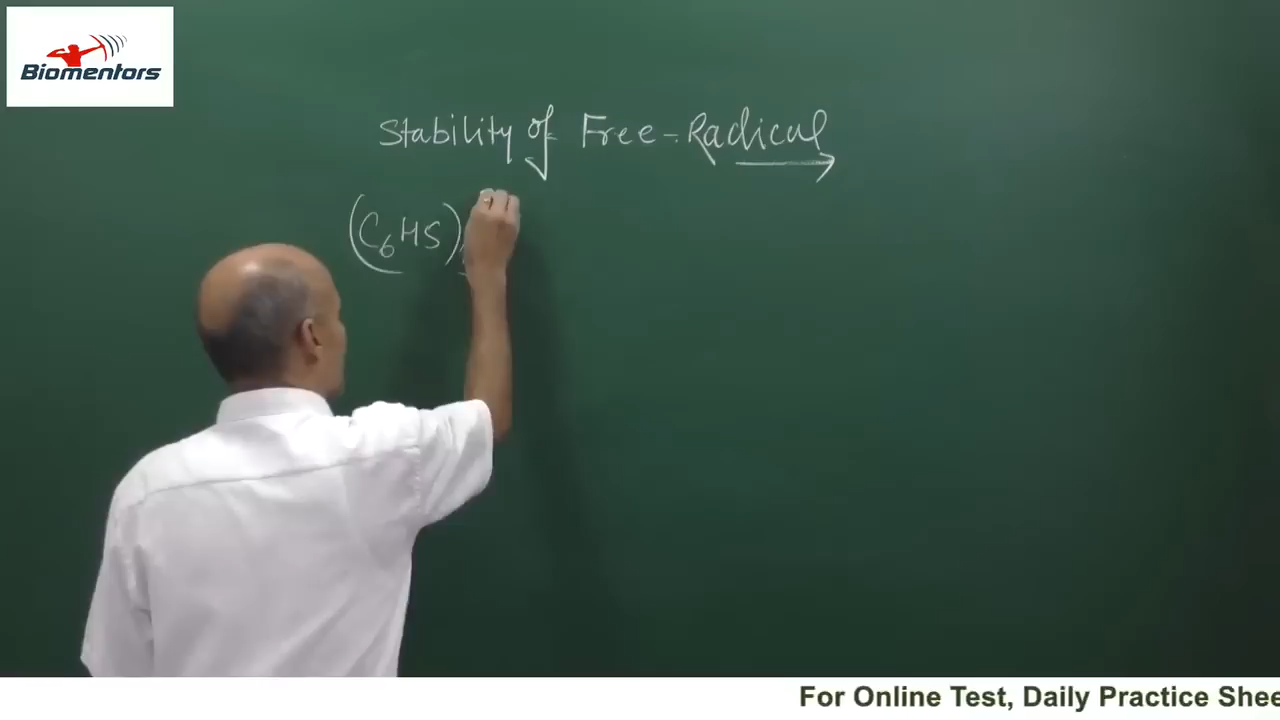 Biomentors
Stability of Free-Radical
(C6H5)
For Online Test, Daily Practice Shee